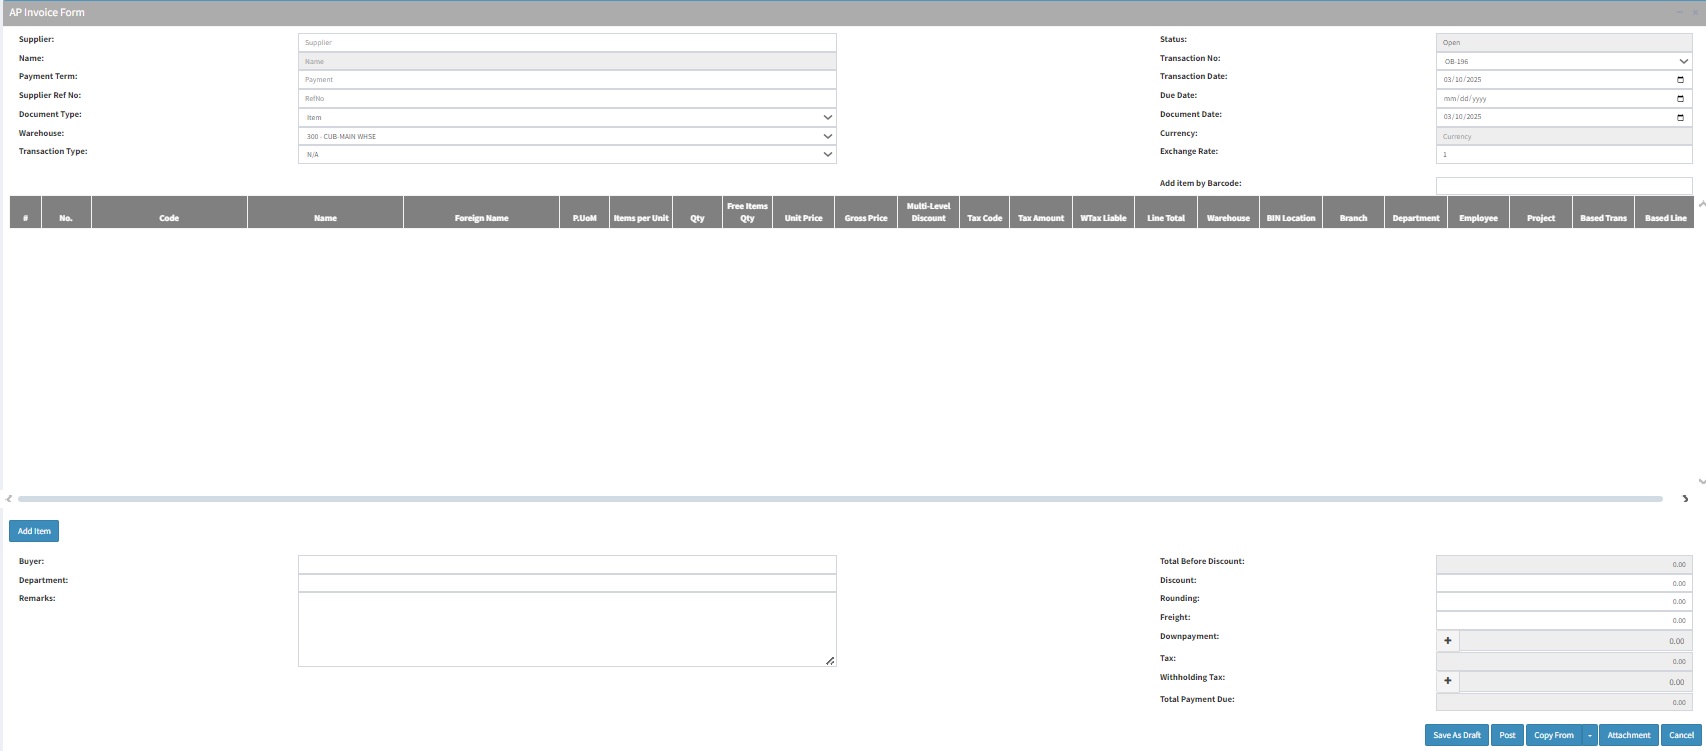 AP Invoice Form
Supplier: Supplier
Name: Name
Payment Term: Payment
Supplier Ref No: RefNo
Document Type: Item
Warehouse: 300 - CUB-MAIN WHSE
Transaction Type: N/A
Status: Open
Transaction No: OB-196
Transaction Date: 03/10/2025
Due Date: mm/dd/yyyy
Document Date: 03/10/2025
Currency: Currency
Exchange Rate: 1
Add item by Barcode:
# No. Code Name Foreign Name P.UoM Items per Unit Qty Free Items Qty Unit Price Gross Price Multi-Level Discount Tax Code Tax Amount WTax Liable Line Total Warehouse BIN Location Branch Department Employee Project Based Trans Based Line
Add Item
Buyer:
Department:
Remarks:
Total Before Discount: 0.00
Discount: 0.00
Rounding: 0.00
Freight: 0.00
Downpayment: + 0.00
Tax: 0.00
Withholding Tax: + 0.00
Total Payment Due: 0.00
Save As Draft Post Copy From - Attachment Cancel